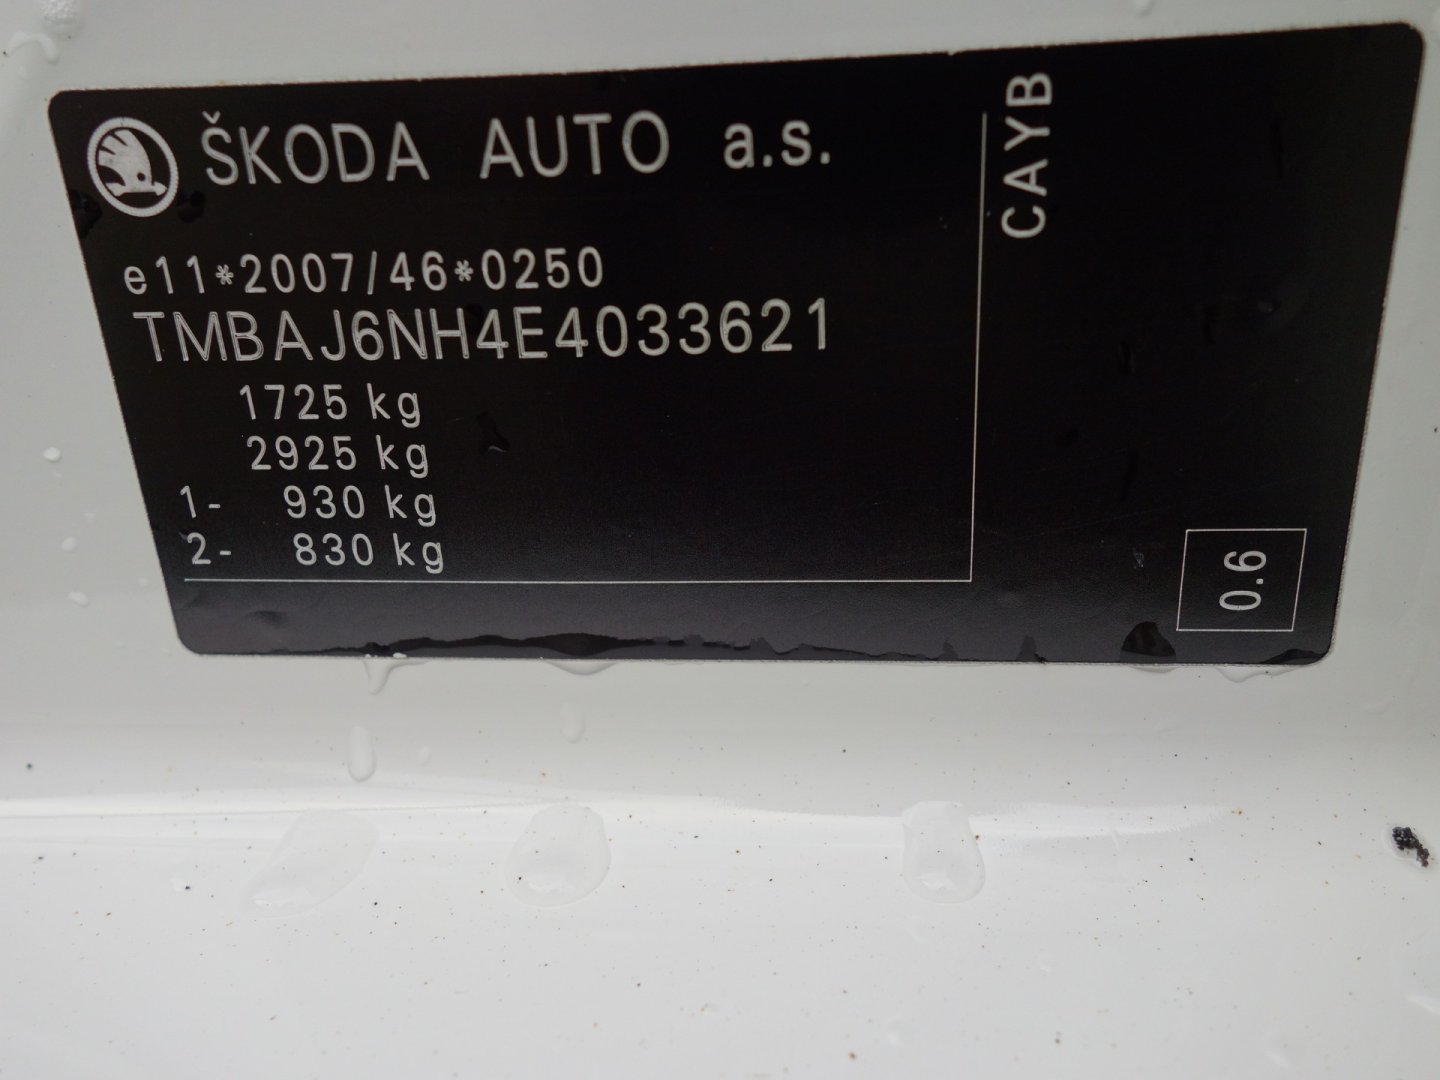 ŠKODA AUTO a.s.
e11*2007/46*0250
TMBAJ6NH4E4033621
1725 kg
2925 kg
1- 930 kg
2- 830 kg
CAYB
0.6